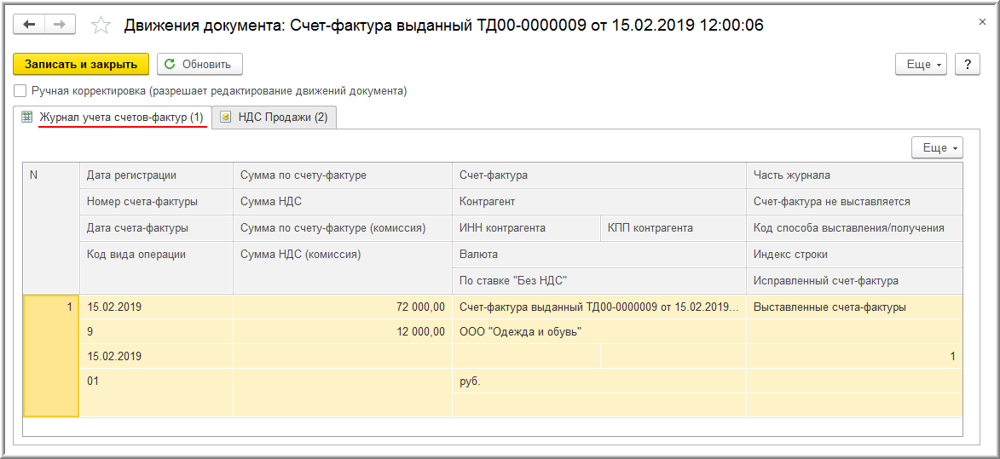 Движения документа: Счет-фактура выданный ТД00-0000009 от 15.02.2019 12:00:06
Записать и закрыть Обновить Еще ?
Ручная корректировка (разрешает редактирование движений документа)
Журнал учета счетов-фактур (1) НДС Продажи (2)
Еще
N Дата регистрации Сумма по счету-фактуре Счет-фактура Часть журнала
Номер счета-фактуры Сумма НДС Контрагент Счет-фактура не выставляется
Дата счета-фактуры Сумма по счету-фактуре (комиссия) ИНН контрагента КПП контрагента Код способа выставления/получения
Код вида операции Сумма НДС (комиссия) Валюта Индекс строки
По ставке "Без НДС" Исправленный счет-фактура
1 15.02.2019 72 000,00 Счет-фактура выданный ТД00-0000009 от 15.02.2019... Выставленные счета-фактуры
9 12 000,00 ООО "Одежда и обувь"
15.02.2019 1
01 руб.